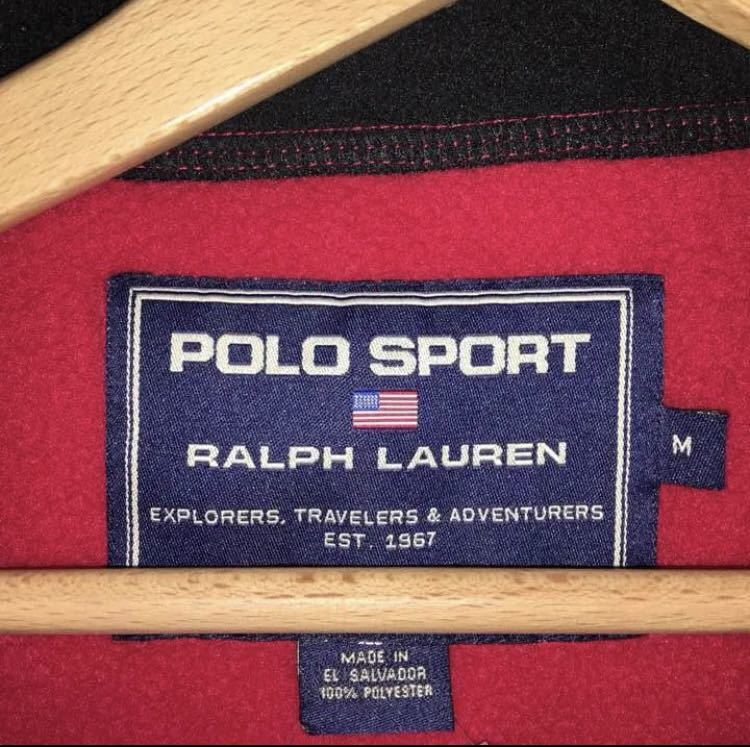 POLO SPORT
RALPH LAUREN
M
EXPLORERS, TRAVELERS & ADVENTURERS
EST. 1967
MADE IN
EL SALVADOR
100% POLYESTER